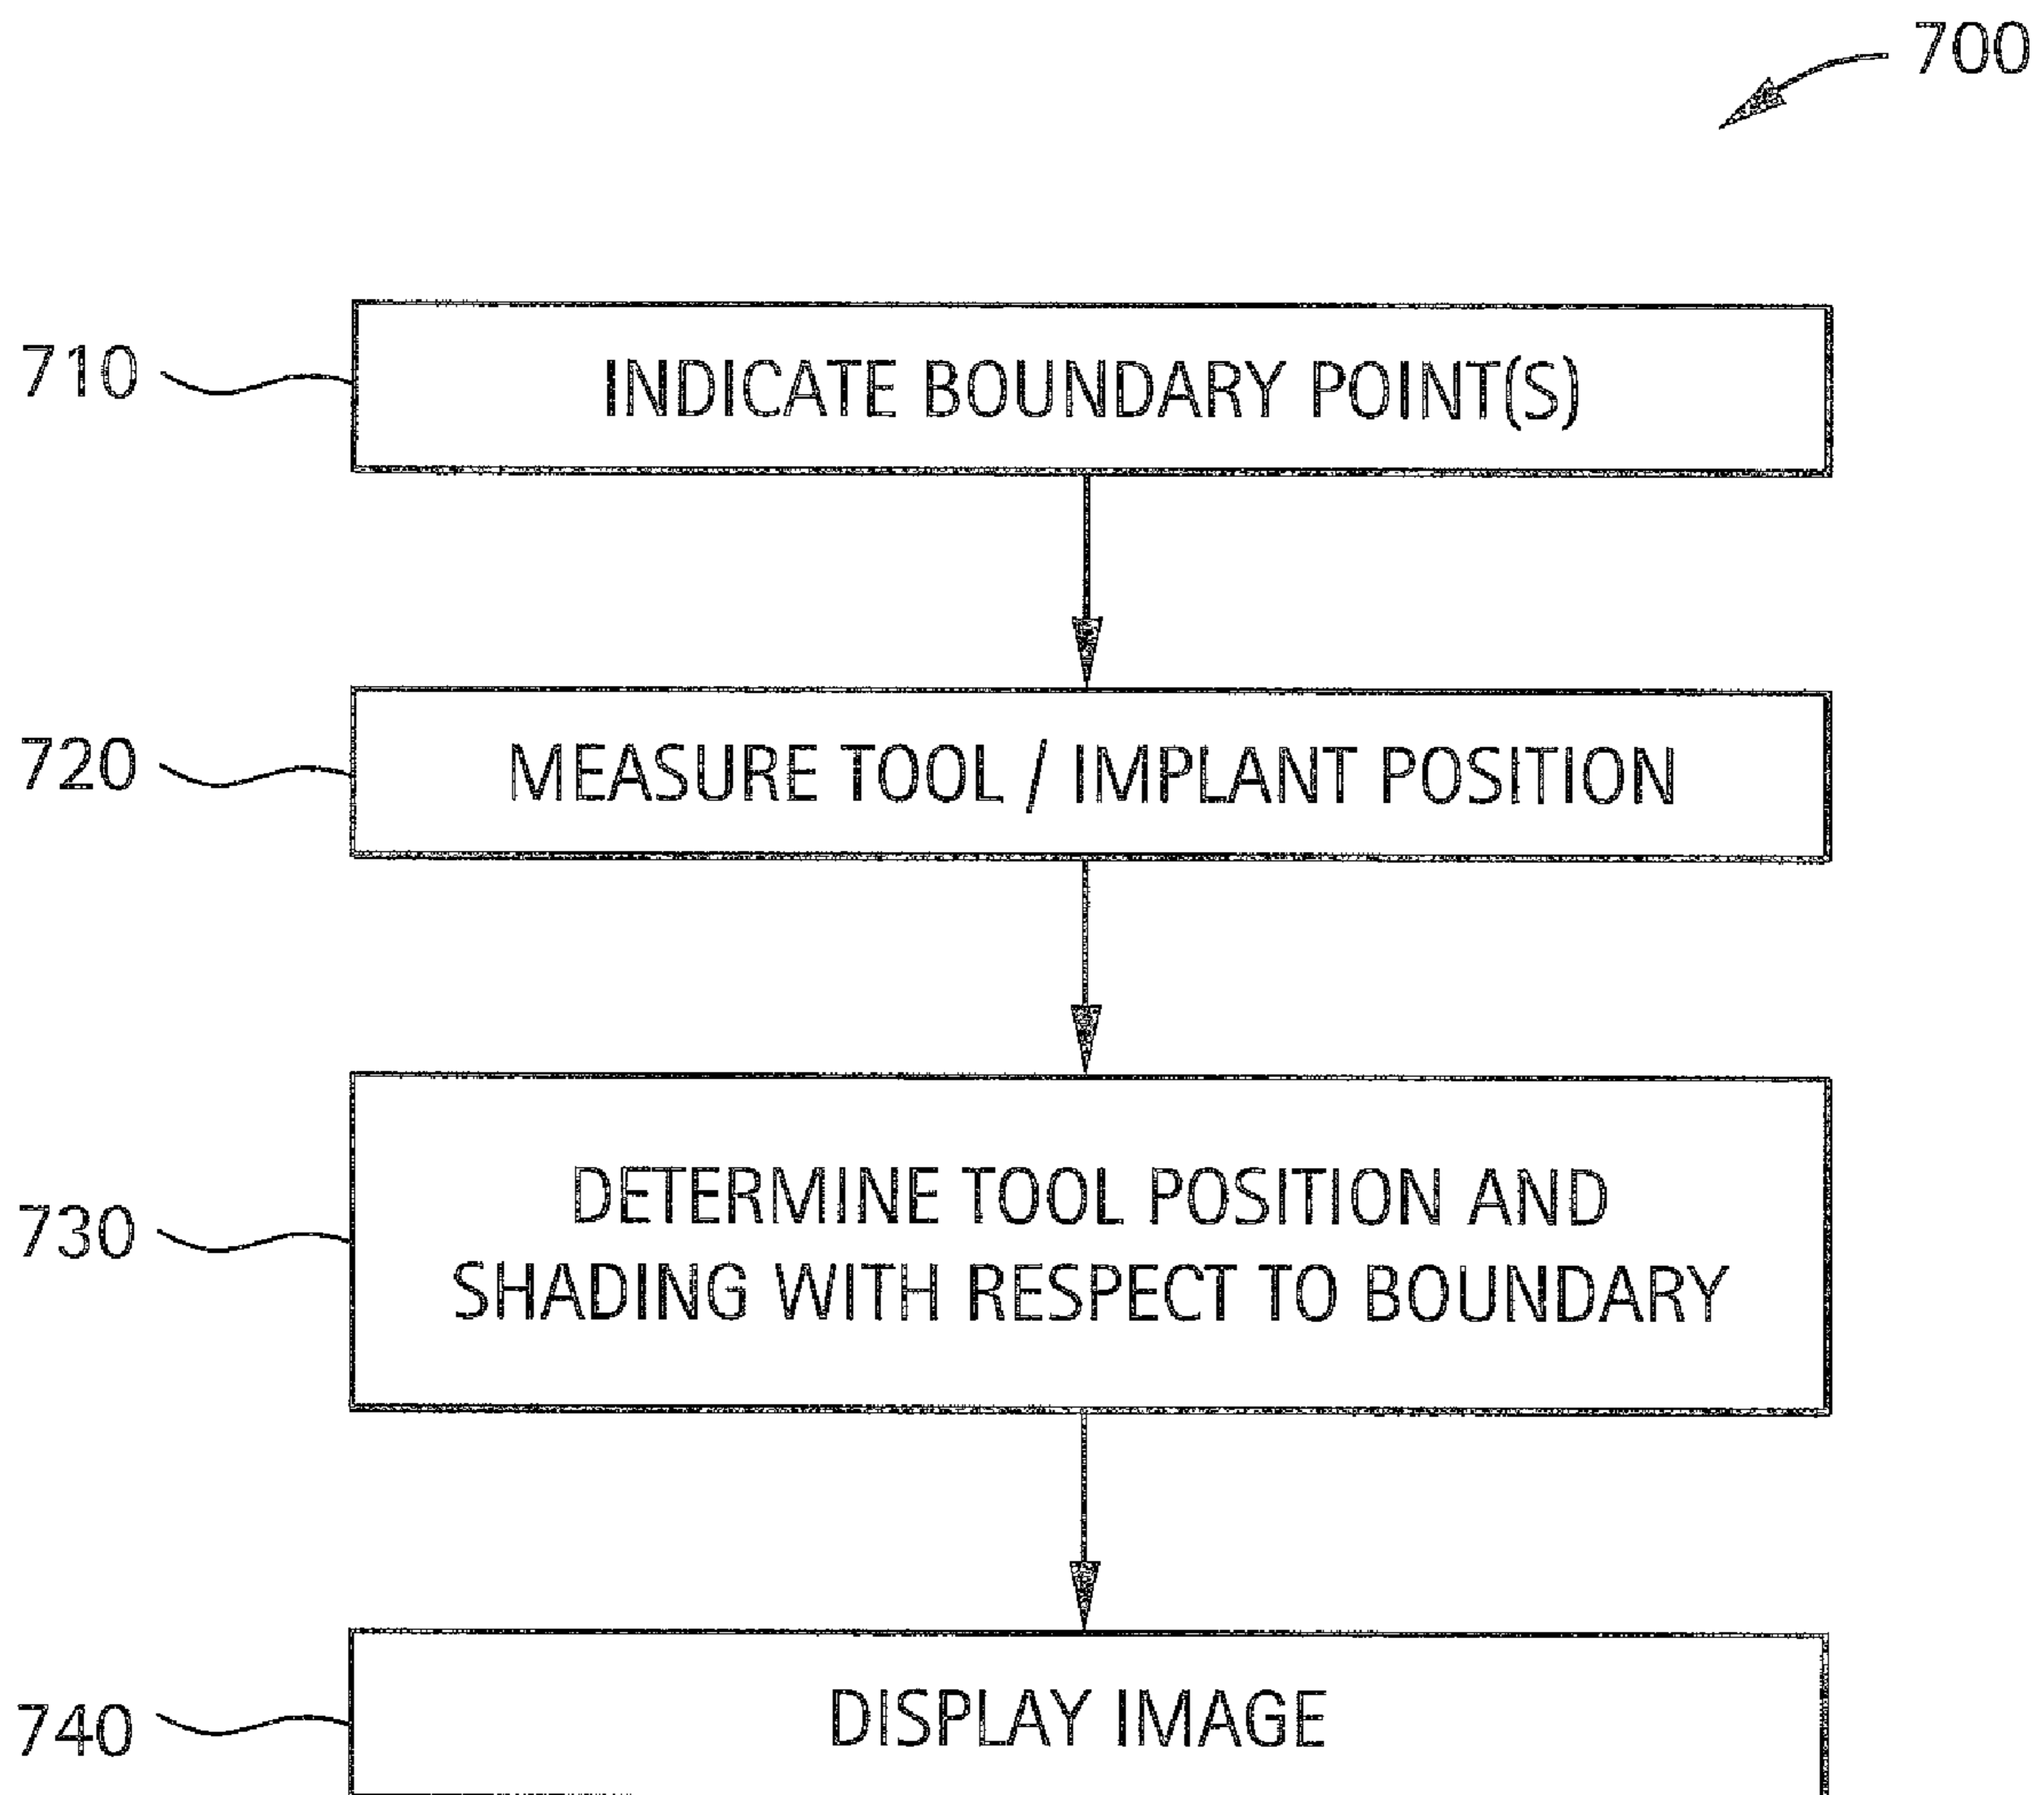 700
710
INDICATE BOUNDARY POINT(S)
720
MEASURE TOOL / IMPLANT POSITION
730
DETERMINE TOOL POSITION AND
SHADING WITH RESPECT TO BOUNDARY
740
DISPLAY IMAGE